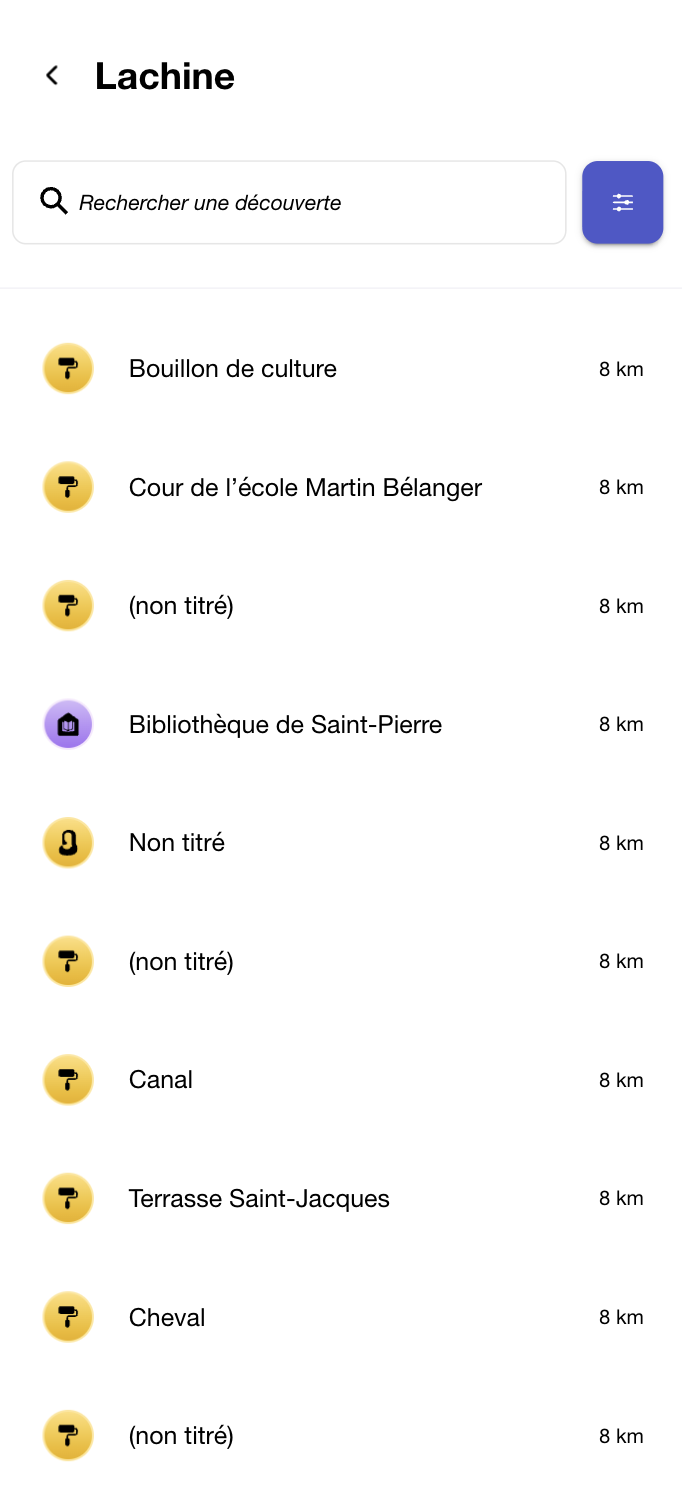 Lachine
Rechercher une découverte
Bouillon de culture 8 km
Cour de l’école Martin Bélanger 8 km
(non titré) 8 km
Bibliothèque de Saint-Pierre 8 km
Non titré 8 km
(non titré) 8 km
Canal 8 km
Terrasse Saint-Jacques 8 km
Cheval 8 km
(non titré) 8 km